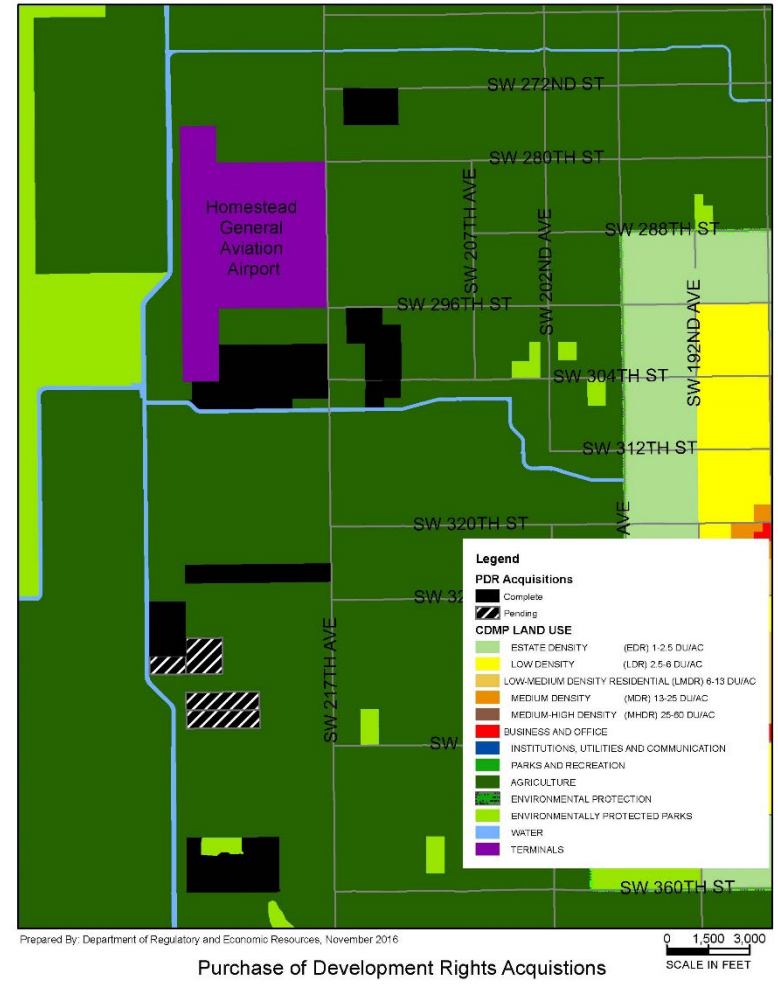 SW 272ND ST
SW 280TH ST
Homestead
General
Aviation
Airport
SW 207TH AVE
SW 202ND AVE
SW 288TH ST
SW 296TH ST
SW 192ND AVE
SW 304TH ST
SW 312TH ST
AVE
SW 320TH ST
SW 32
SW 217TH AVE
SW
SW 360TH ST
Legend
PDR Acquisitions
Complete
Pending
CDMP LAND USE
ESTATE DENSITY (EDR) 1-2.5 DU/AC
LOW DENSITY (LDR) 2.5-6 DU/AC
LOW-MEDIUM DENSITY RESIDENTIAL (LMDR) 6-13 DU/AC
MEDIUM DENSITY (MDR) 13-25 DU/AC
MEDIUM-HIGH DENSITY (MHDR) 25-60 DU/AC
BUSINESS AND OFFICE
INSTITUTIONS, UTILITIES AND COMMUNICATION
PARKS AND RECREATION
AGRICULTURE
ENVIRONMENTAL PROTECTION
ENVIRONMENTALLY PROTECTED PARKS
WATER
TERMINALS
Prepared By: Department of Regulatory and Economic Resources, November 2016
0 1,500 3,000
SCALE IN FEET
Purchase of Development Rights Acquistions